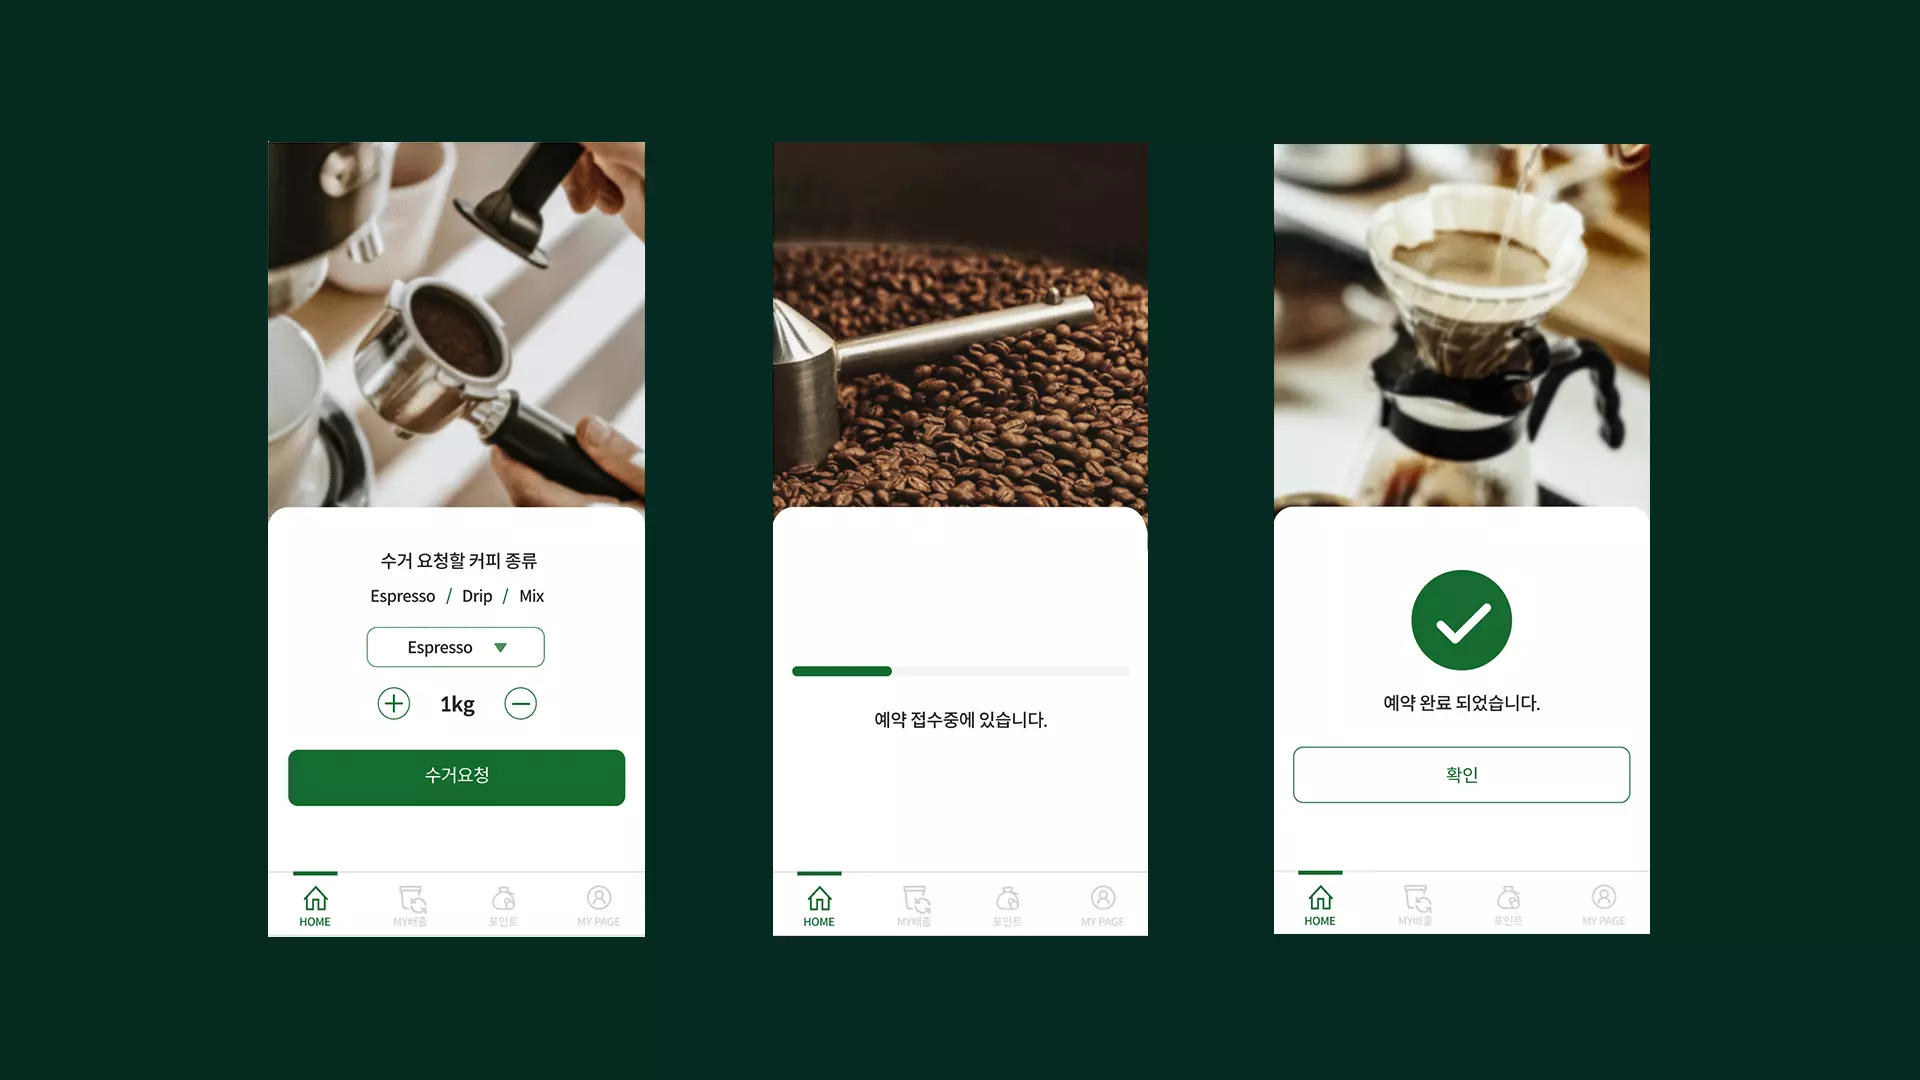 수거 요청할 커피 종류
Espresso / Drip / Mix
Espresso
1kg
수거요청
HOME
MY배출
포인트
MY PAGE
예약 접수중에 있습니다.
HOME
MY배출
포인트
MY PAGE
예약 완료 되었습니다.
확인
HOME
MY배출
포인트
MY PAGE